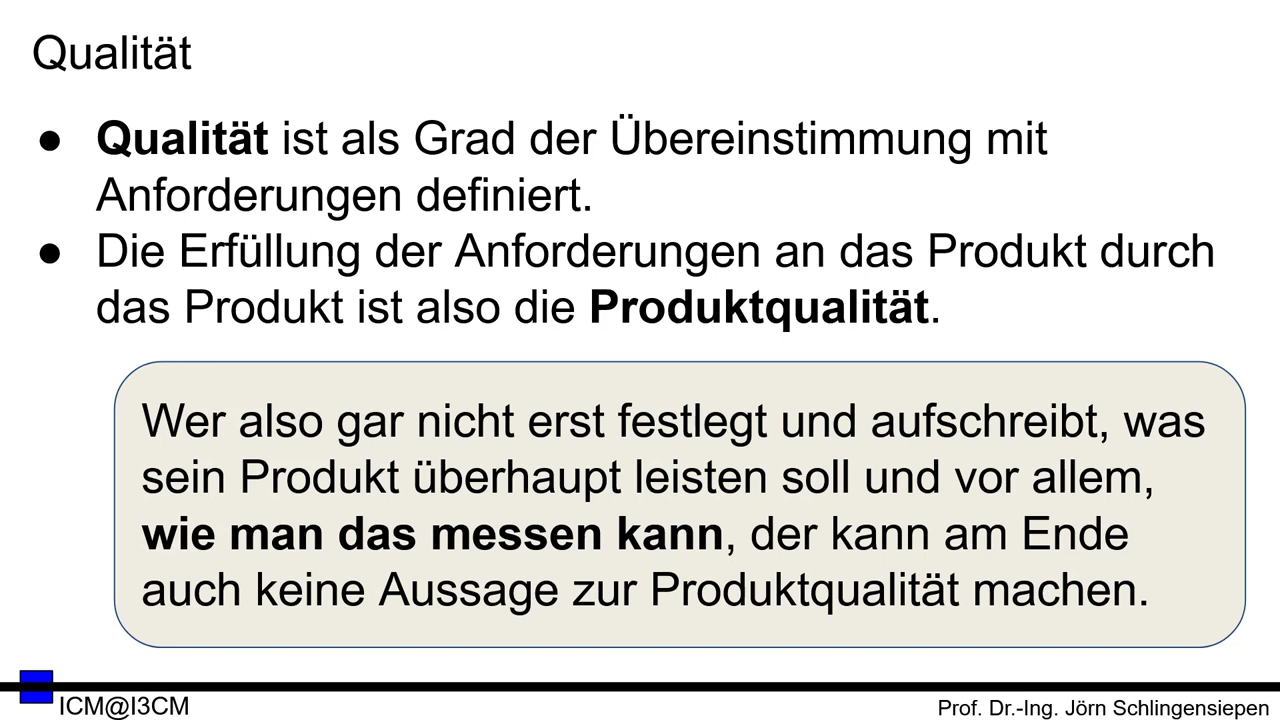 Qualität
● Qualität ist als Grad der Übereinstimmung mit
Anforderungen definiert.
● Die Erfüllung der Anforderungen an das Produkt durch
das Produkt ist also die Produktqualität.
Wer also gar nicht erst festlegt und aufschreibt, was
sein Produkt überhaupt leisten soll und vor allem,
wie man das messen kann, der kann am Ende
auch keine Aussage zur Produktqualität machen.
ICM@I3CM
Prof. Dr.-Ing. Jörn Schlingensiepen